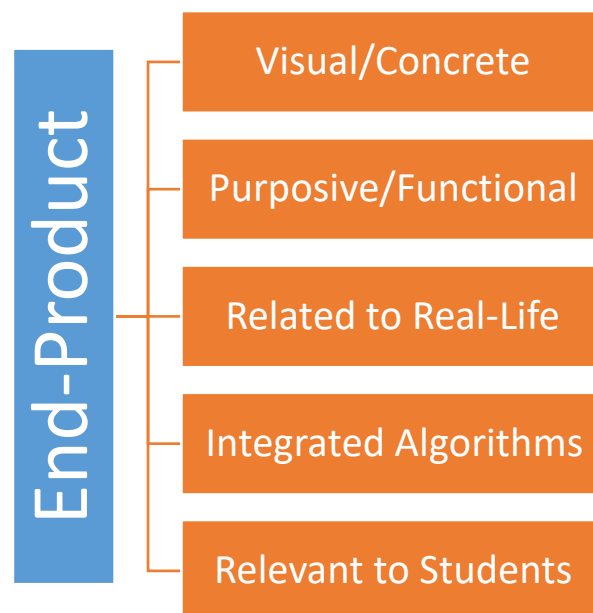 End-Product
Visual/Concrete
Purposive/Functional
Related to Real-Life
Integrated Algorithms
Relevant to Students